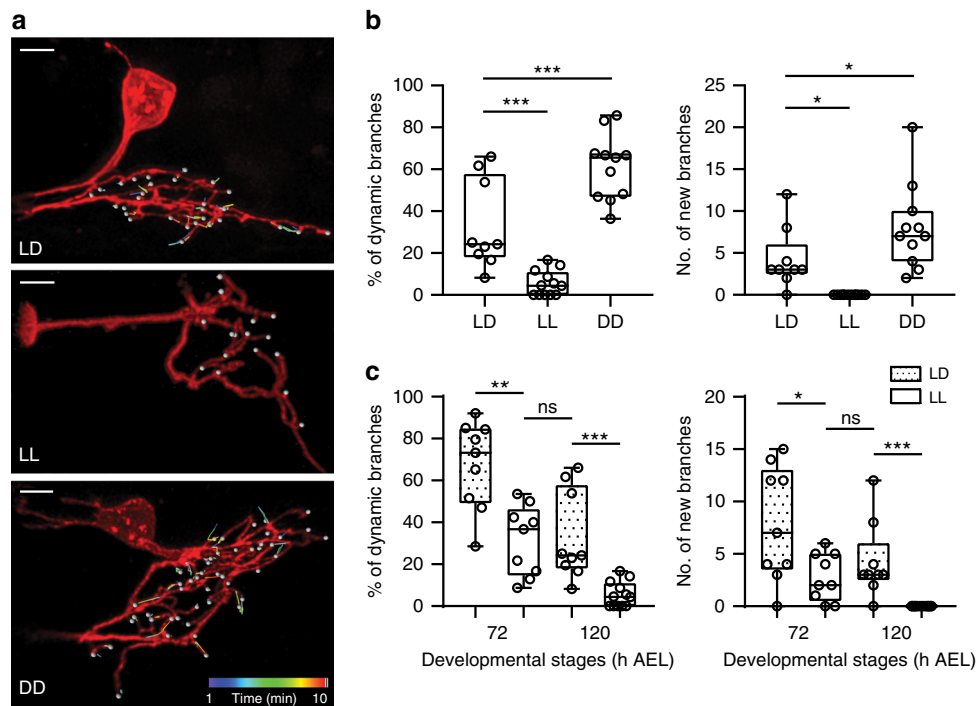 a
LD
LL
DD
1 Time (min) 10
b
% of dynamic branches
100
80
60
40
20
0
***
***
LD LL DD
No. of new branches
25
20
15
10
5
0
*
*
LD LL DD
c
% of dynamic branches
100
80
60
40
20
0
**
ns
***
72 120
Developmental stages (h AEL)
LD
LL
No. of new branches
20
15
10
5
0
*
ns
***
72 120
Developmental stages (h AEL)